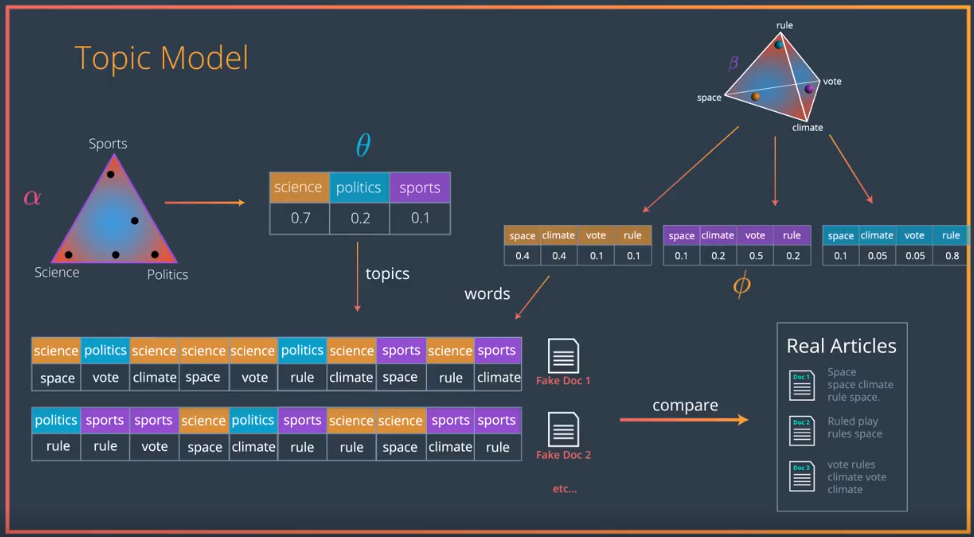 Topic Model
rule
β
vote
space
climate
Sports
α
Science
Politics
θ
science politics sports
0.7 0.2 0.1
topics
space climate vote rule
0.4 0.4 0.1 0.1
space climate vote rule
0.1 0.2 0.5 0.2
space climate vote rule
0.1 0.05 0.05 0.8
ϕ
words
science politics science science science politics science sports science sports
space vote climate space vote rule climate space rule climate
Fake Doc 1
politics sports sports science politics sports science science sports sports
rule rule vote space climate rule rule space climate rule
Fake Doc 2
etc...
compare
Real Articles
Doc 1
Space
space climate
rule space.
Doc 2
Ruled play
rules space
Doc 3
vote rules
climate vote
climate